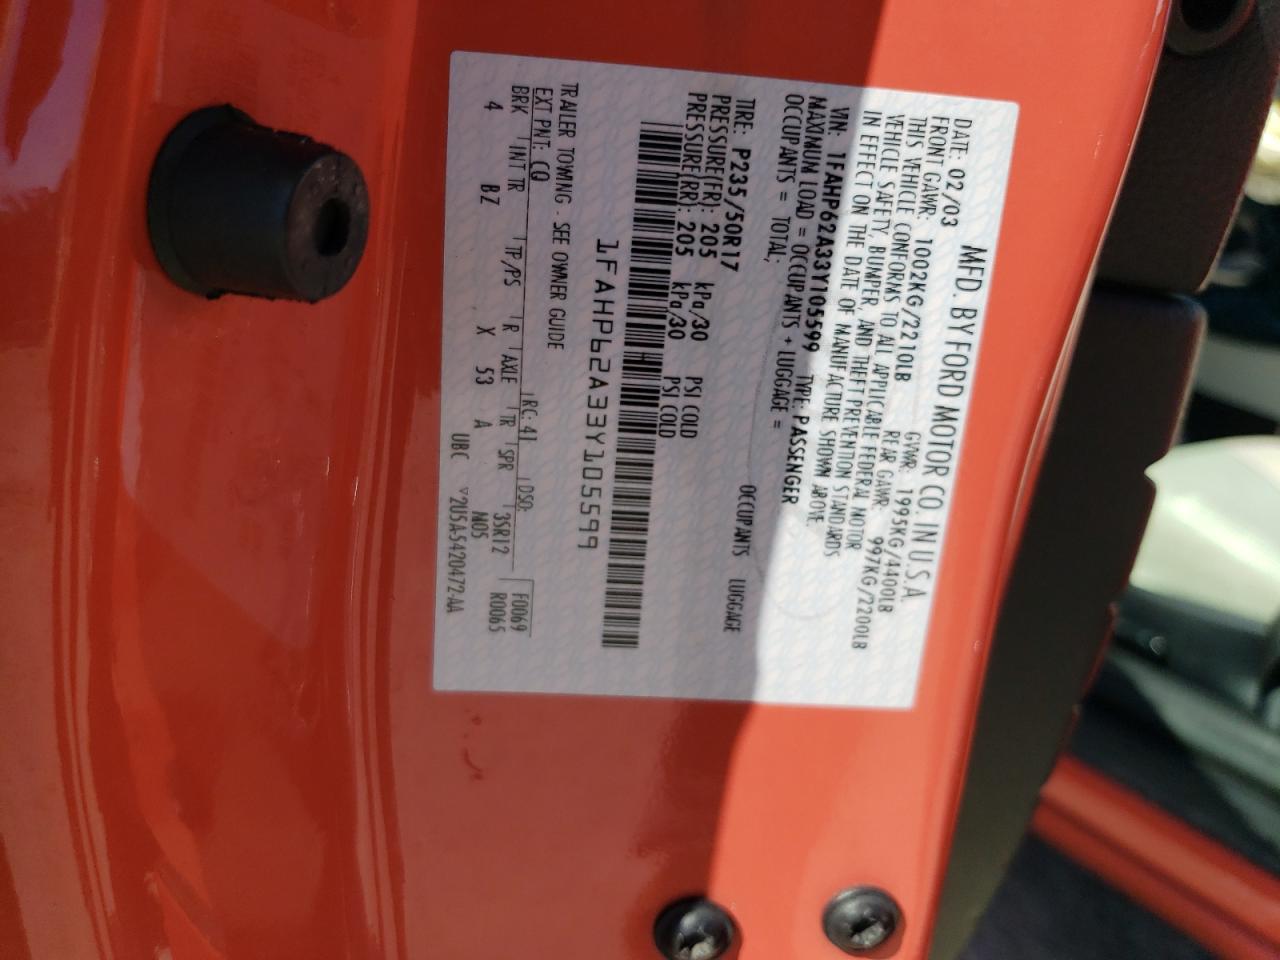 MFD. BY FORD MOTOR CO. IN U.S.A.
DATE: 02/03 GVWR: 1995KG/4400LB
FRONT GAWR: 1002KG/2210LB REAR GAWR: 997KG/2200LB
THIS VEHICLE CONFORMS TO ALL APPLICABLE FEDERAL MOTOR
VEHICLE SAFETY, BUMPER, AND THEFT PREVENTION STANDARDS
IN EFFECT ON THE DATE OF MANUFACTURE SHOWN ABOVE.
VIN: 1FAHP62A33Y105599 TYPE: PASSENGER
MAXIMUM LOAD = OCCUPANTS + LUGGAGE =
OCCUPANTS = TOTAL,
OCCUPANTS LUGGAGE
TIRE: P235/50R17
PRESSURE(FR): 205 kPa/30 PSI COLD
PRESSURE(RR): 205 kPa/30 PSI COLD
1FAHP62A33Y105599
TRAILER TOWING - SEE OWNER GUIDE
EXT PNT: CQ RC: 41 DSO: F0069
BRK INT TR TP/PS R AXLE TR SPR 3SR12 R0065
4 BZ X 53 A M05
UBC ▽2U5A-5420472-AA